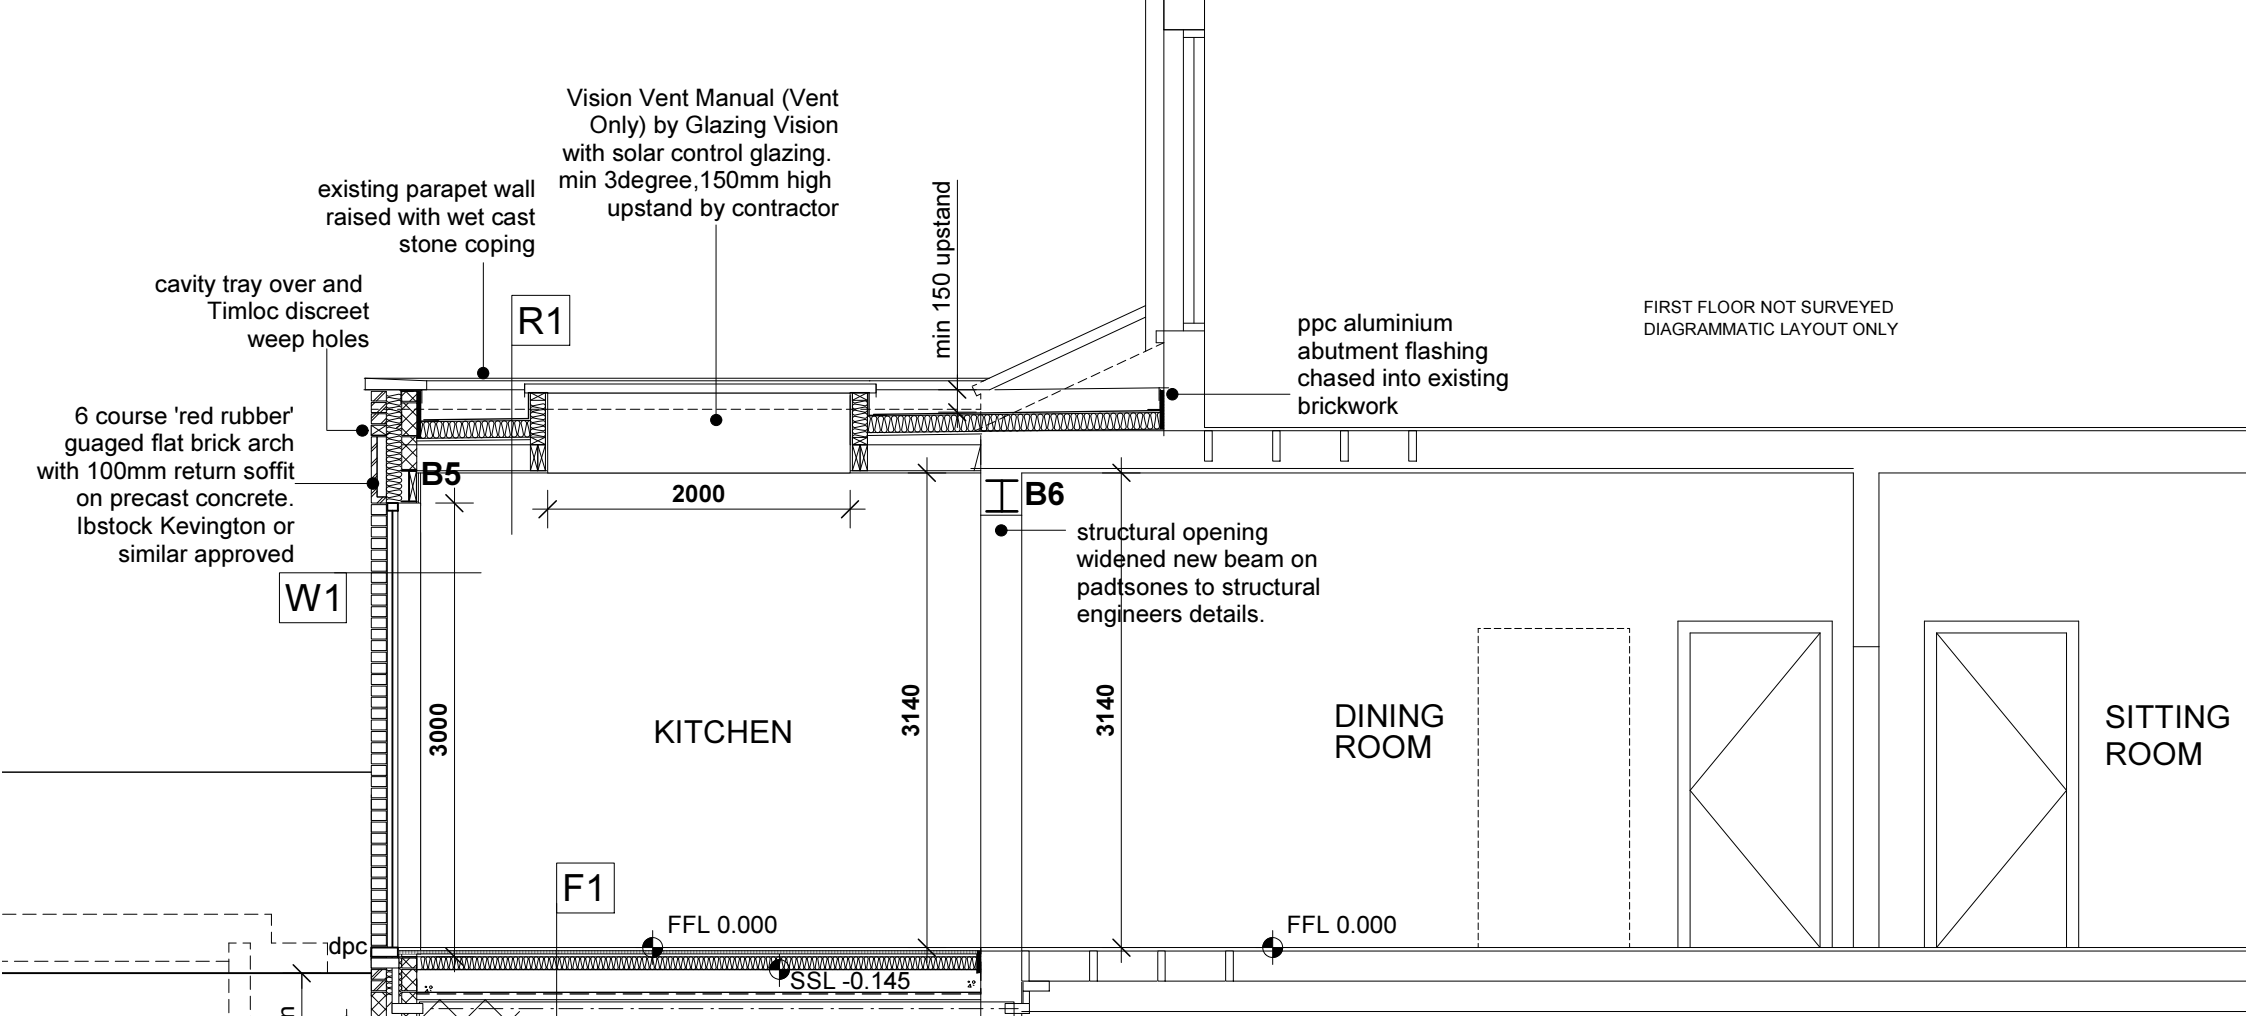 Vision Vent Manual (Vent
Only) by Glazing Vision
with solar control glazing.
min 3degree,150mm high
upstand by contractor
existing parapet wall
raised with wet cast
stone coping
min 150 upstand
cavity tray over and
Timloc discreet
weep holes
R1
ppc aluminium
abutment flashing
chased into existing
brickwork
FIRST FLOOR NOT SURVEYED
DIAGRAMMATIC LAYOUT ONLY
6 course 'red rubber'
guaged flat brick arch
with 100mm return soffit
on precast concrete.
Ibstock Kevington or
similar approved
B5
2000
B6
structural opening
widened new beam on
padtsones to structural
engineers details.
W1
3000
KITCHEN
3140
3140
DINING
ROOM
SITTING
ROOM
F1
FFL 0.000
FFL 0.000
dpc
SSL -0.145